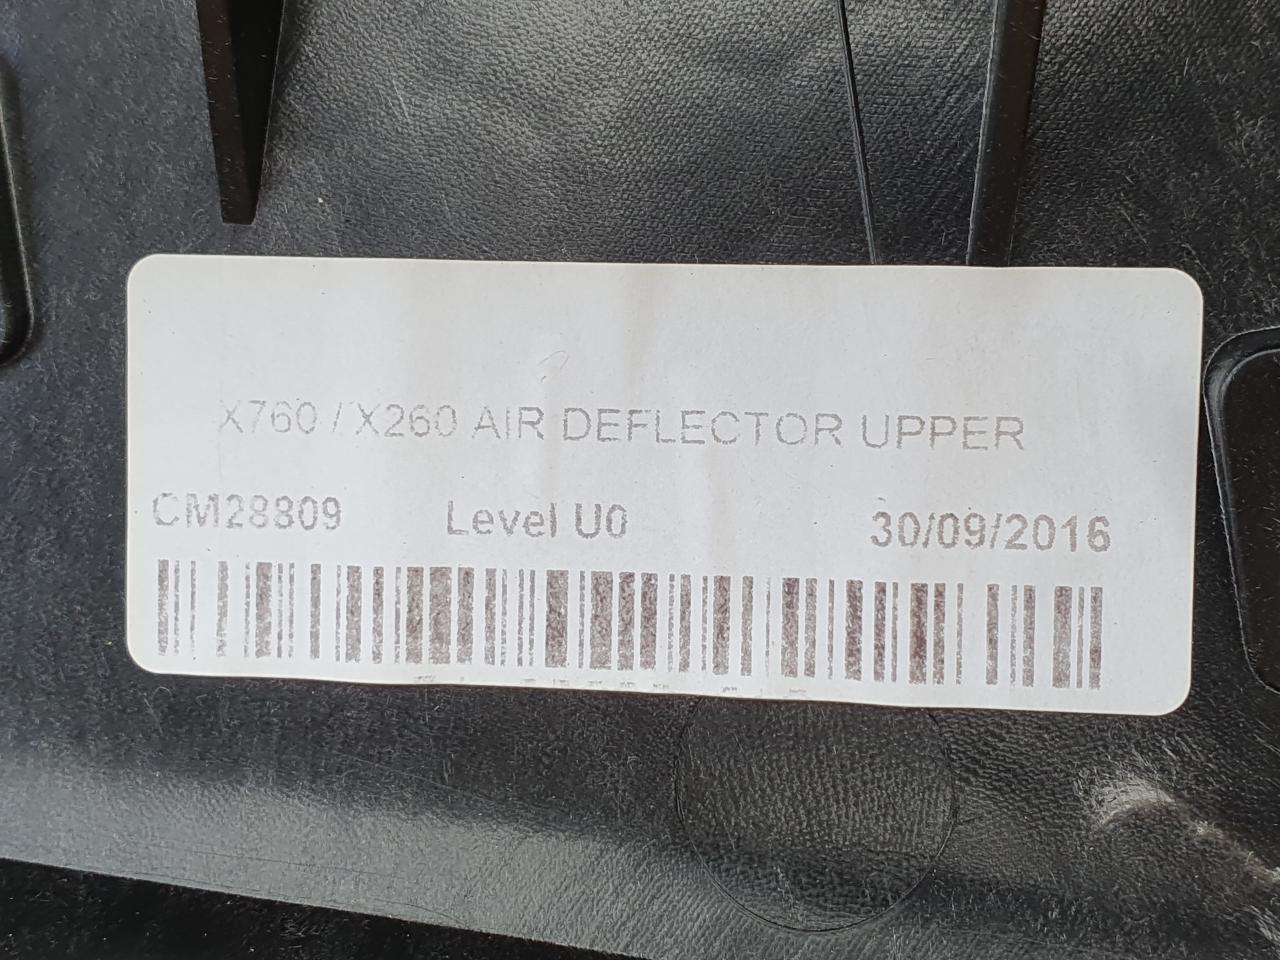 X760 / X260 AIR DEFLECTOR UPPER
CM28809 Level U0 30/09/2016